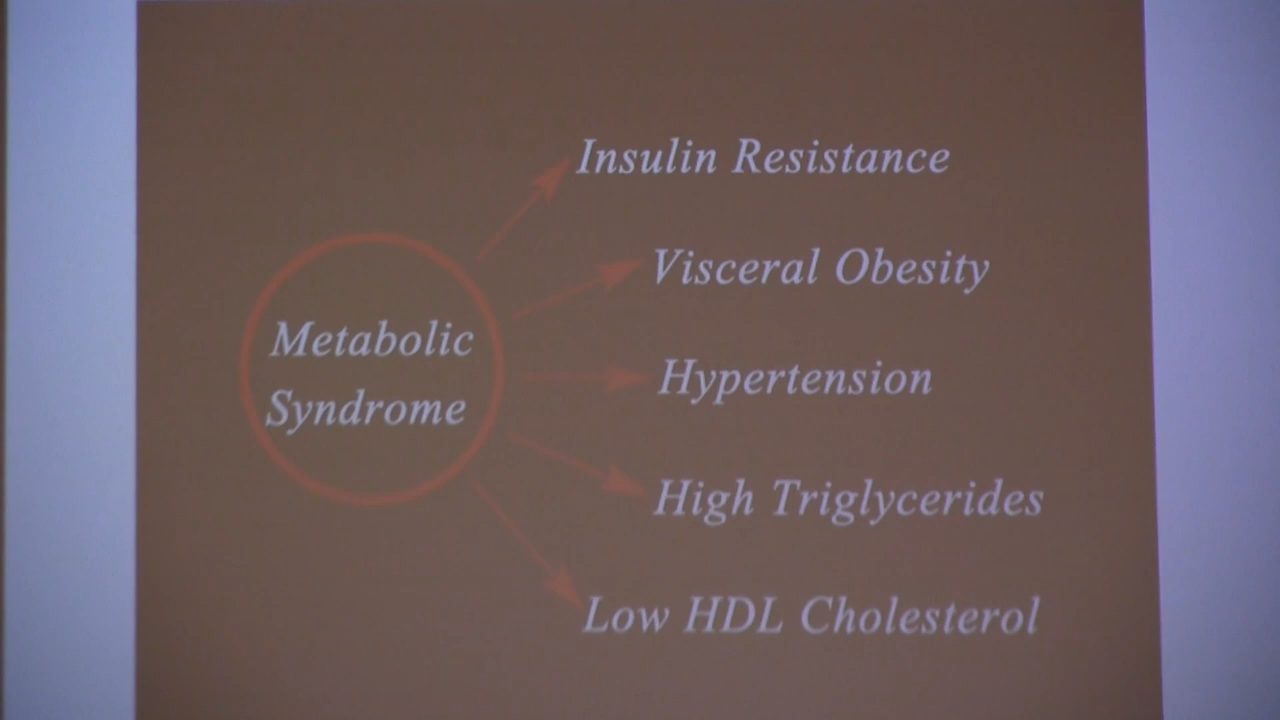 Metabolic
Syndrome
Insulin Resistance
Visceral Obesity
Hypertension
High Triglycerides
Low HDL Cholesterol